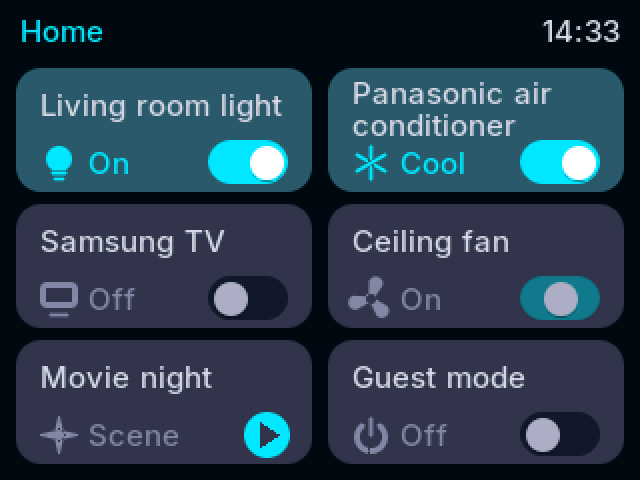 Home
14:33
Living room light
On
Panasonic air
conditioner
Cool
Samsung TV
Off
Ceiling fan
On
Movie night
Scene
Guest mode
Off